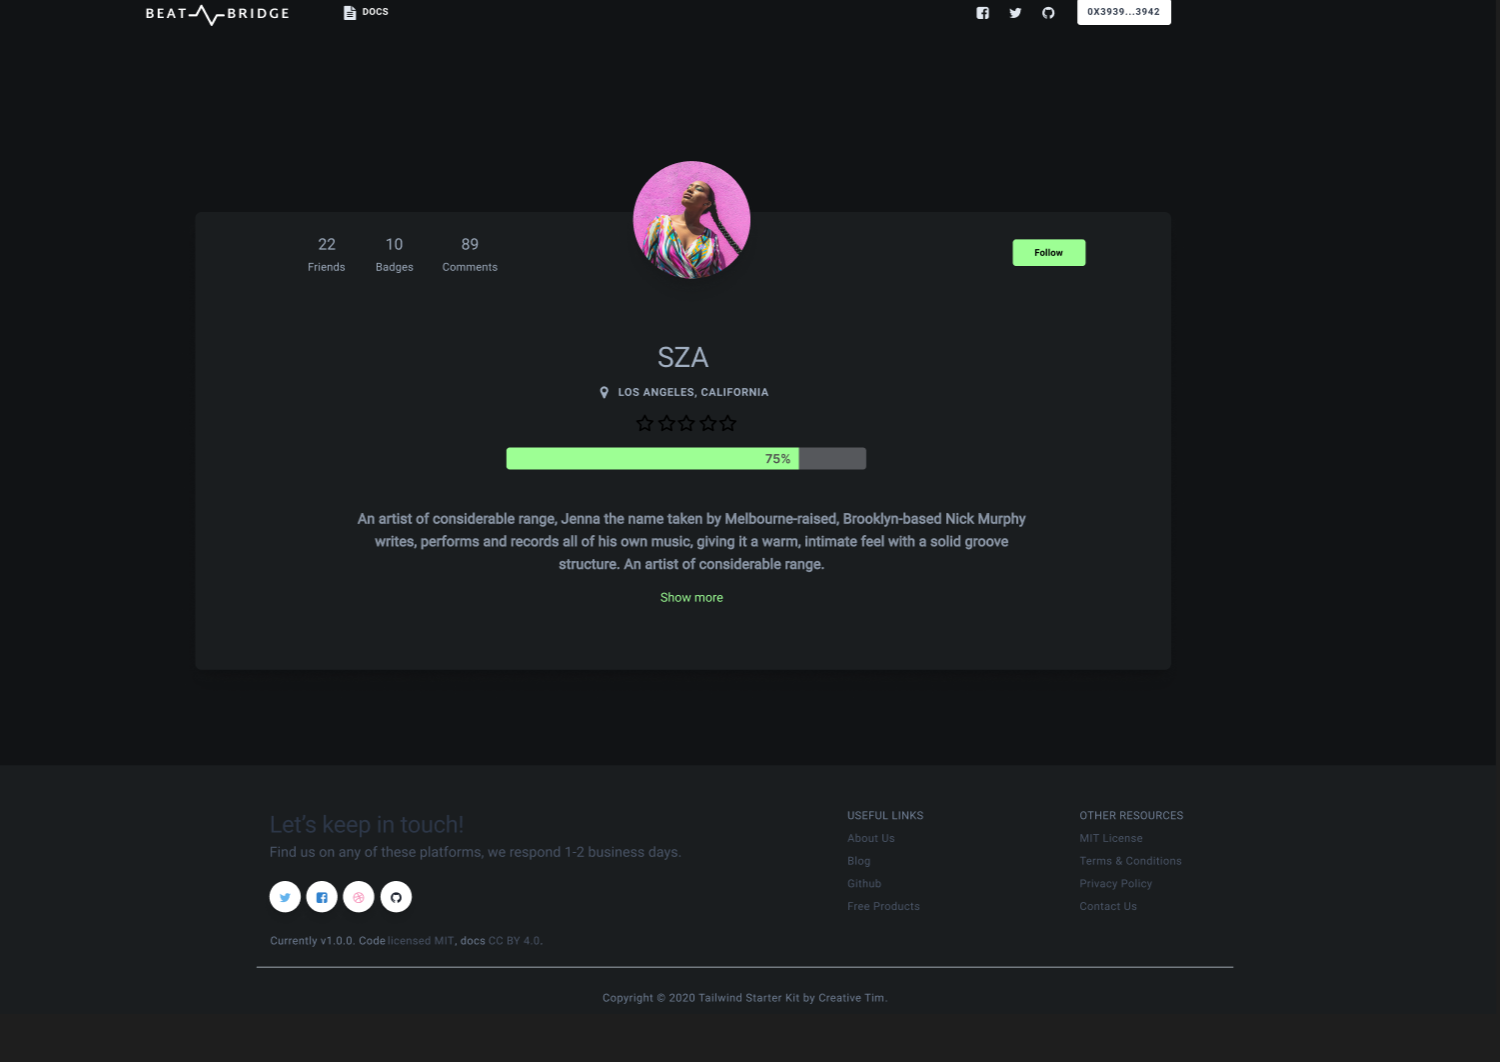 BEAT BRIDGE
DOCS
0X3939...3942
22
10
89
Friends
Badges
Comments
Follow
SZA
LOS ANGELES, CALIFORNIA
75%
An artist of considerable range, Jenna the name taken by Melbourne-raised, Brooklyn-based Nick Murphy
writes, performs and records all of his own music, giving it a warm, intimate feel with a solid groove
structure. An artist of considerable range.
Show more
Let's keep in touch!
Find us on any of these platforms, we respond 1-2 business days.
Currently v1.0.0. Code licensed MIT, docs CC BY 4.0.
USEFUL LINKS
About Us
Blog
Github
Free Products
OTHER RESOURCES
MIT License
Terms & Conditions
Privacy Policy
Contact Us
Copyright © 2020 Tailwind Starter Kit by Creative Tim.